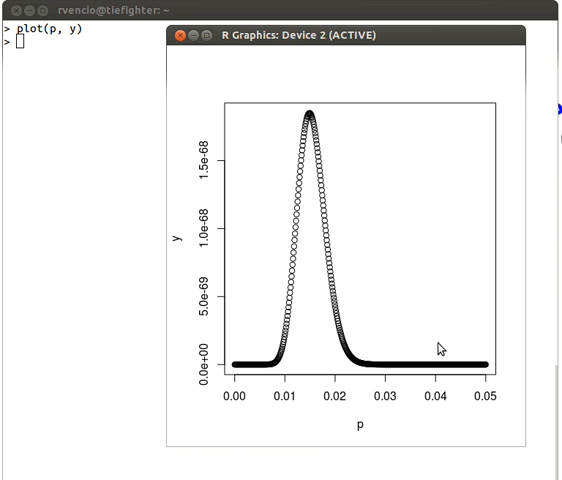 rvencio@tiefighter: ~
> plot(p, y)
>
R Graphics: Device 2 (ACTIVE)
1.5e-68
1.0e-68
5.0e-69
0.0e+00
y
0.00 0.01 0.02 0.03 0.04 0.05
p